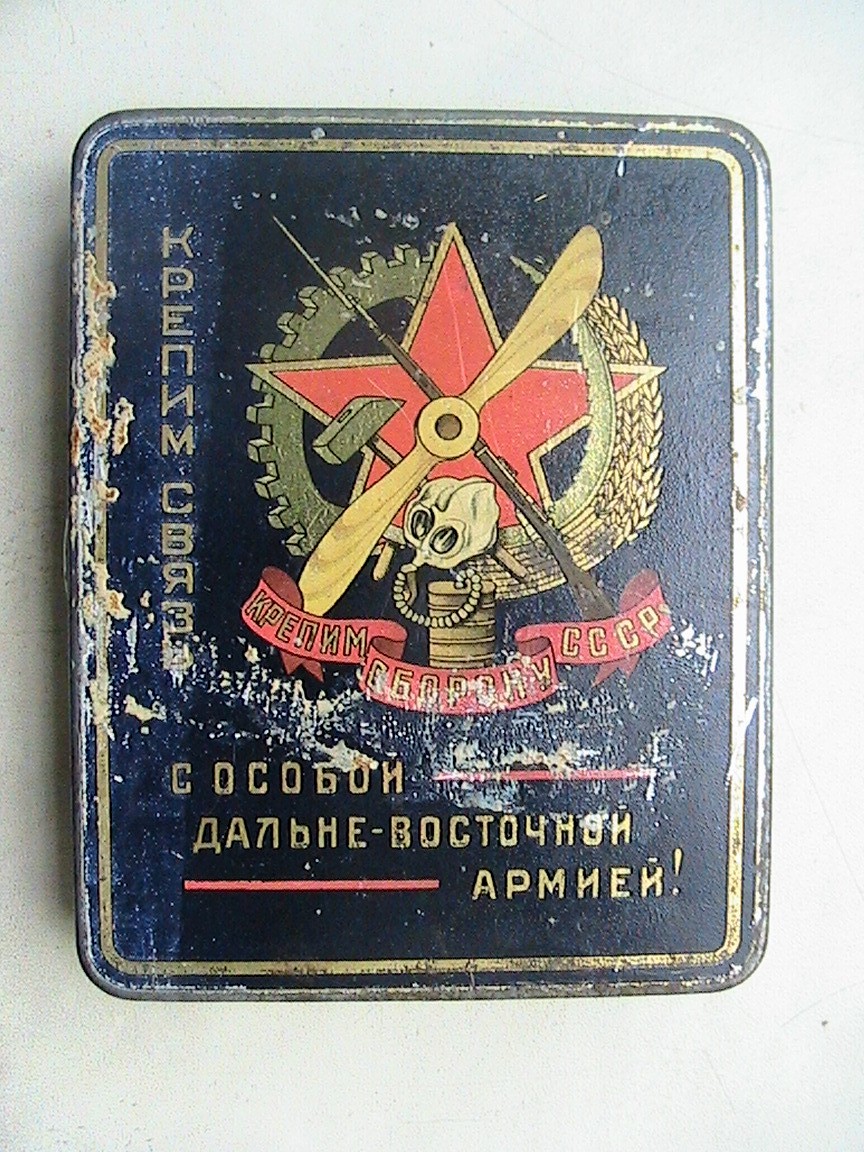 КРЕПИМ СВЯЗЬ
КРЕПИМ
ОБОРОНУ
СССР
С ОСОБОЙ
ДАЛЬНЕ-ВОСТОЧНОЙ
АРМИЕЙ!